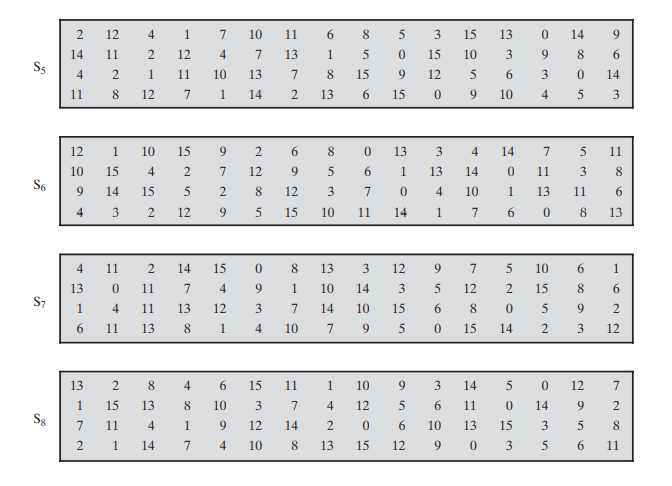 S₅
2 12 4 1 7 10 11 6 8 5 3 15 13 0 14 9
14 11 2 12 4 7 13 1 5 0 15 10 3 9 8 6
4 2 1 11 10 13 7 8 15 9 12 5 6 3 0 14
11 8 12 7 1 14 2 13 6 15 0 9 10 4 5 3
S₆
12 1 10 15 9 2 6 8 0 13 3 4 14 7 5 11
10 15 4 2 7 12 9 5 6 1 13 14 0 11 3 8
9 14 15 5 2 8 12 3 7 0 4 10 1 13 11 6
4 3 2 12 9 5 15 10 11 14 1 7 6 0 8 13
S₇
4 11 2 14 15 0 8 13 3 12 9 7 5 10 6 1
13 0 11 7 4 9 1 10 14 3 5 12 2 15 8 6
1 4 11 13 12 3 7 14 10 15 6 8 0 5 9 2
6 11 13 8 1 4 10 7 9 5 0 15 14 2 3 12
S₈
13 2 8 4 6 15 11 1 10 9 3 14 5 0 12 7
1 15 13 8 10 3 7 4 12 5 6 11 0 14 9 2
7 11 4 1 9 12 14 2 0 6 10 13 15 3 5 8
2 1 14 7 4 10 8 13 15 12 9 0 3 5 6 11